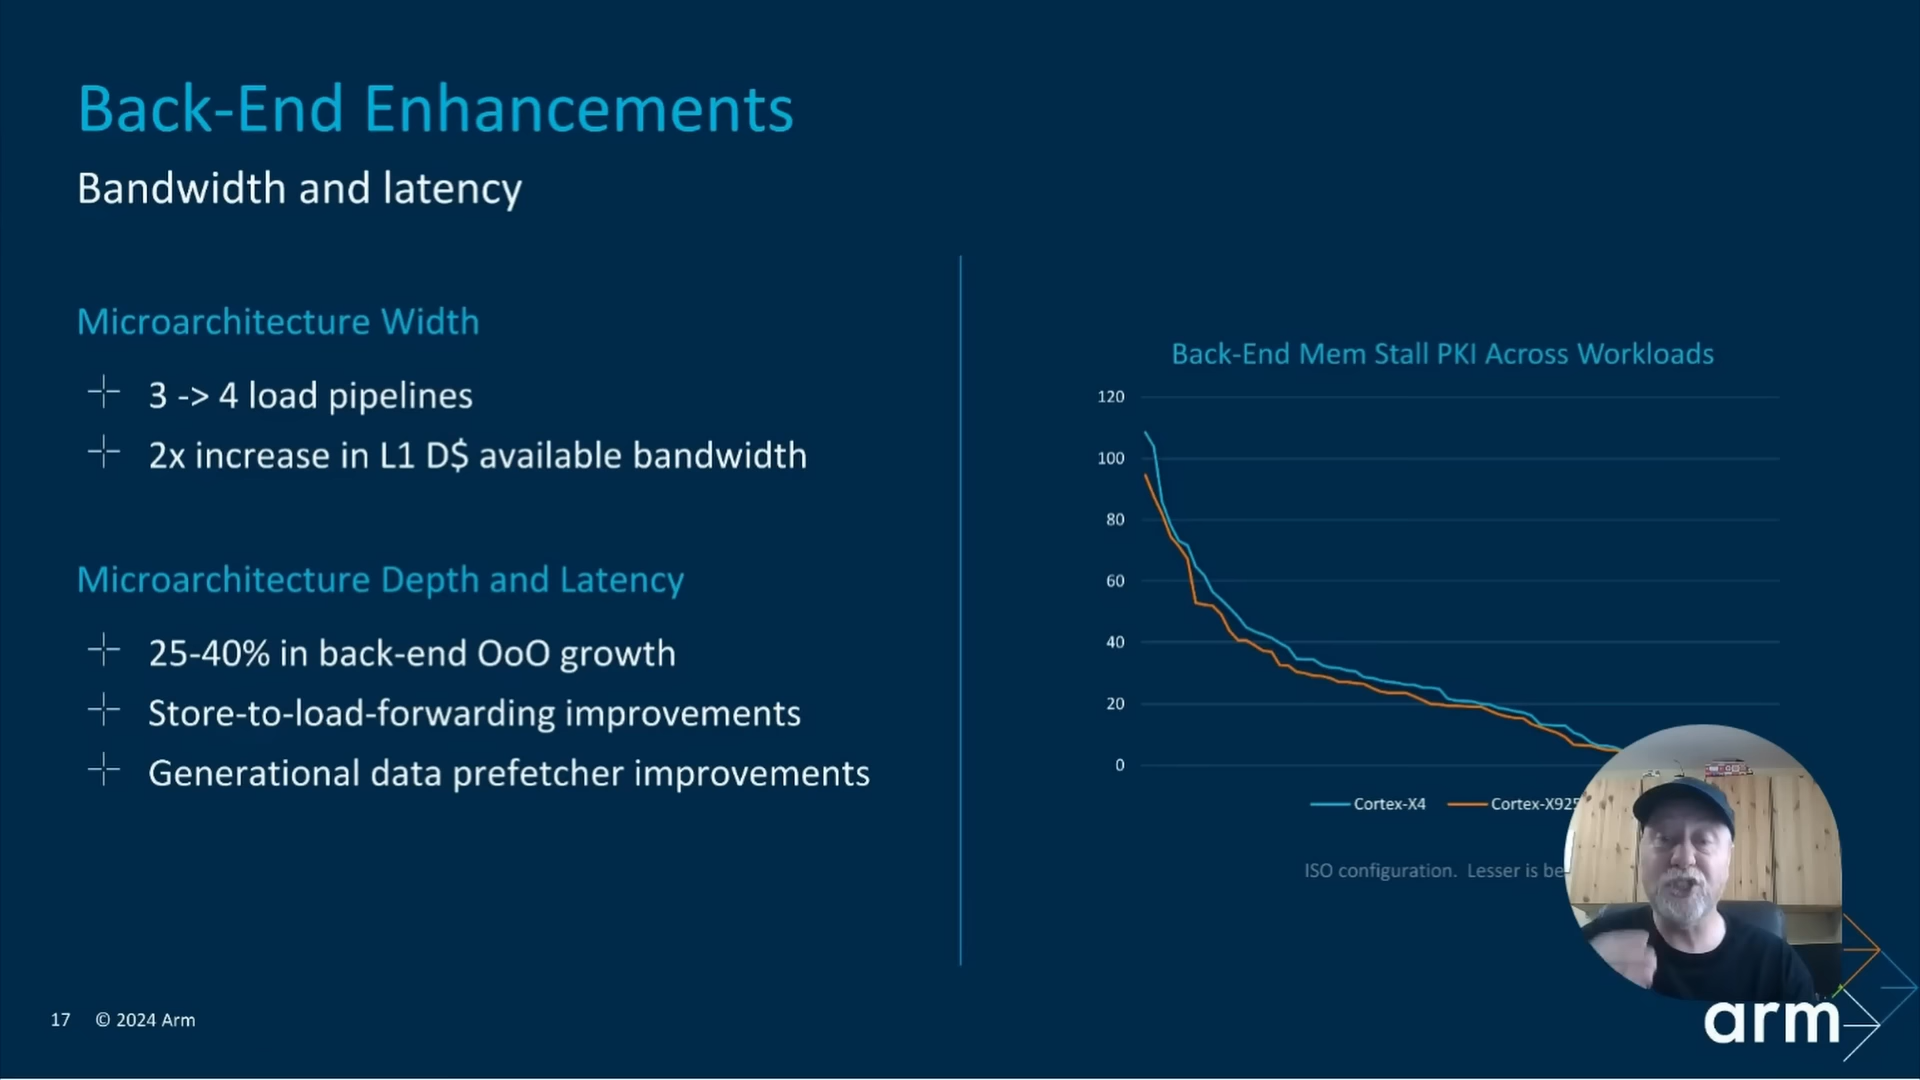 Back-End Enhancements
Bandwidth and latency
Microarchitecture Width
3 -> 4 load pipelines
2x increase in L1 D$ available bandwidth
Microarchitecture Depth and Latency
25-40% in back-end OoO growth
Store-to-load-forwarding improvements
Generational data prefetcher improvements
Back-End Mem Stall PKI Across Workloads
120
100
80
60
40
20
0
Cortex-X4 Cortex-X925
ISO configuration. Lesser is
17 © 2024 Arm
arm